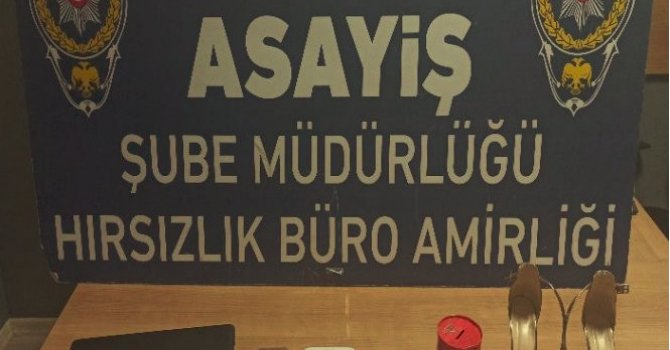 ASAYİŞ
ŞUBE MÜDÜRLÜĞÜ
HIRSIZLIK BÜRO AMİRLİĞİ